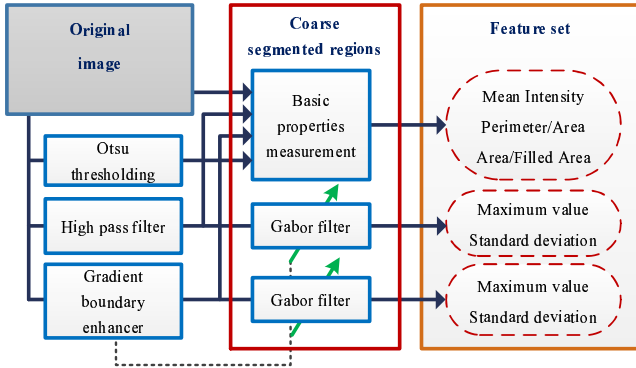 Original
image
Coarse
segmented regions
Feature set
Basic
properties
measurement
Mean Intensity
Perimeter/Area
Area/Filled Area
Otsu
thresholding
High pass filter
Gabor filter
Maximum value
Standard deviation
Gradient
boundary
enhancer
Gabor filter
Maximum value
Standard deviation